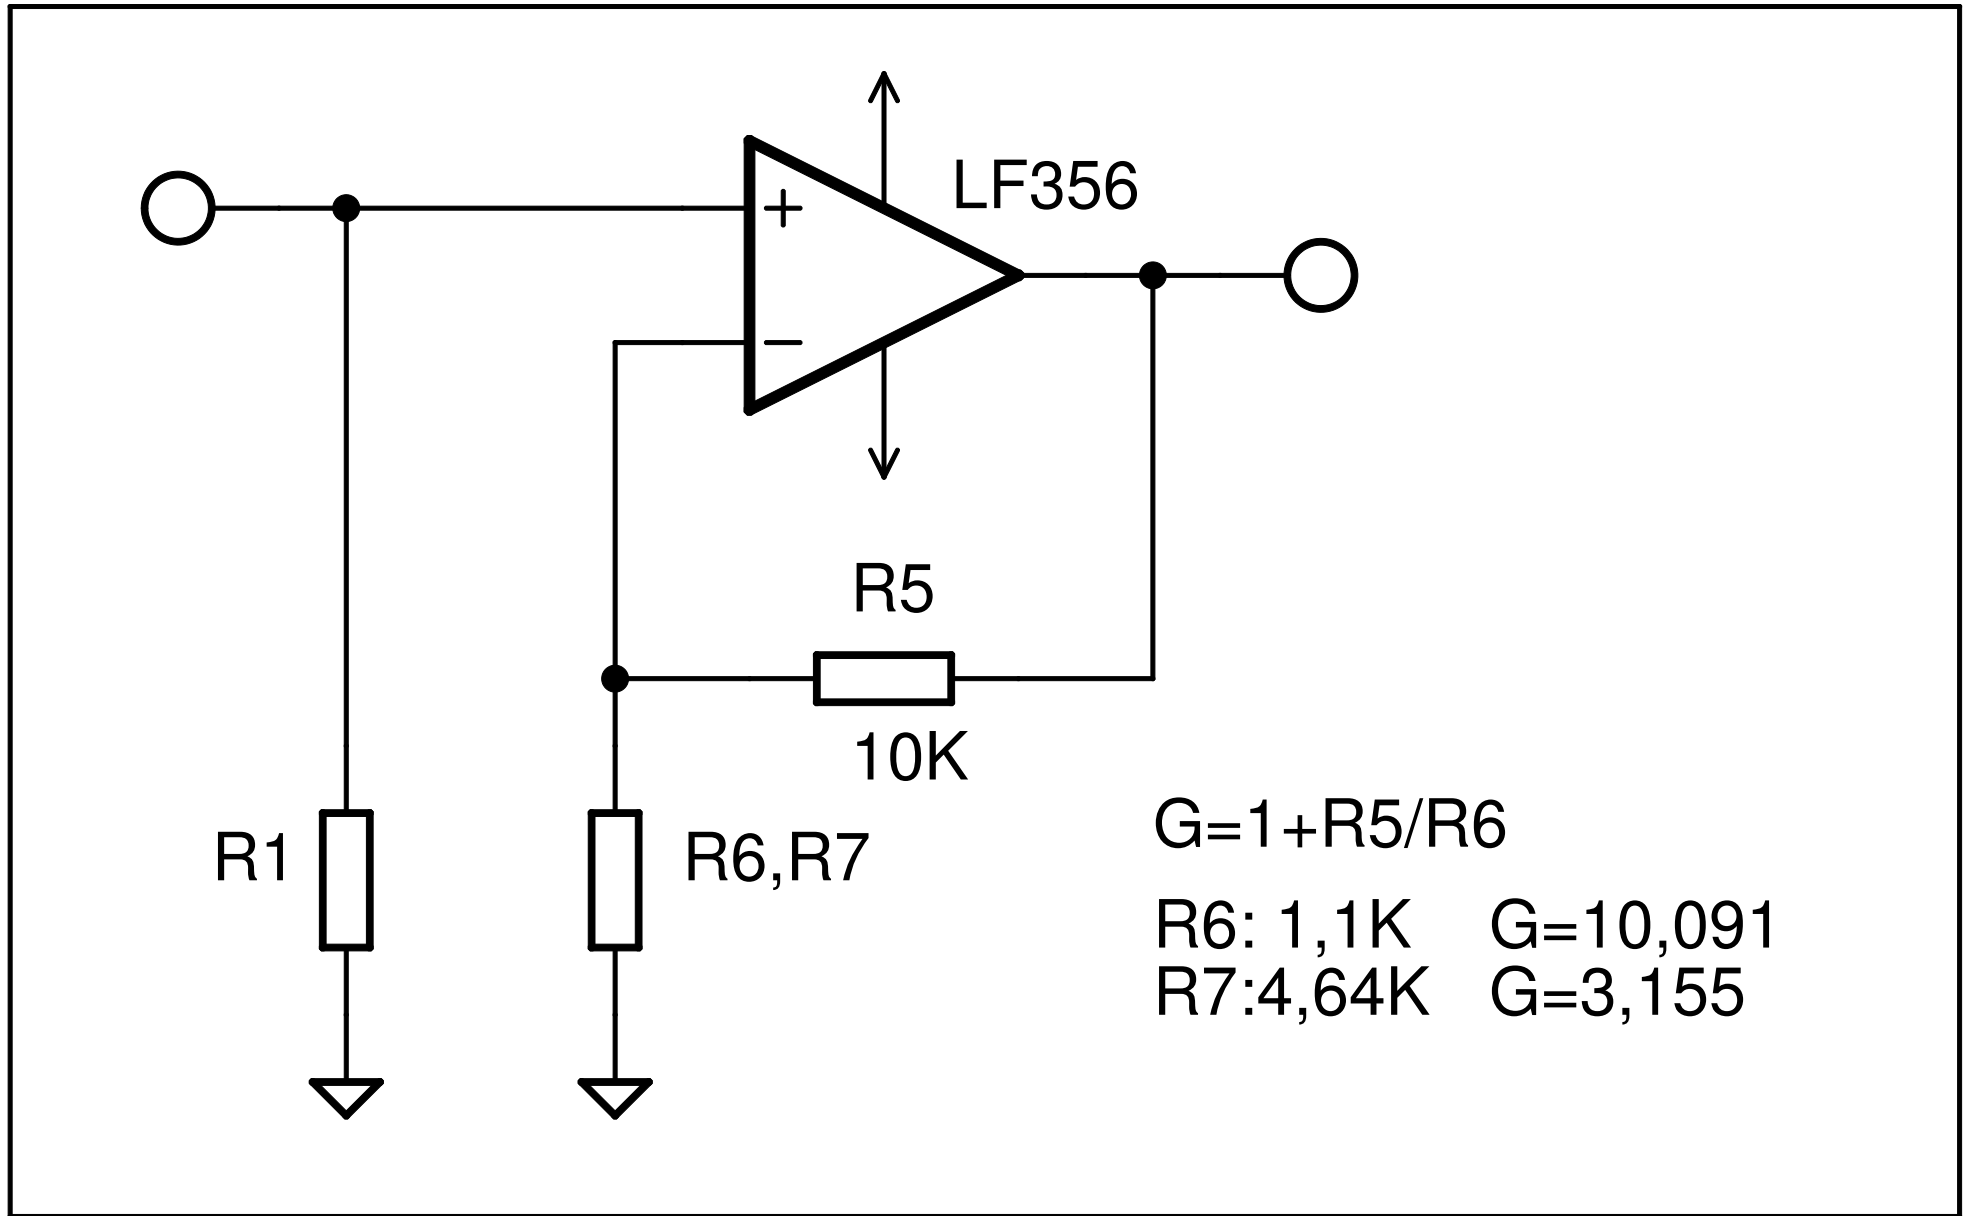 +
LF356
−
R5
10K
R1
R6,R7
G=1+R5/R6
R6: 1,1K G=10,091
R7:4,64K G=3,155